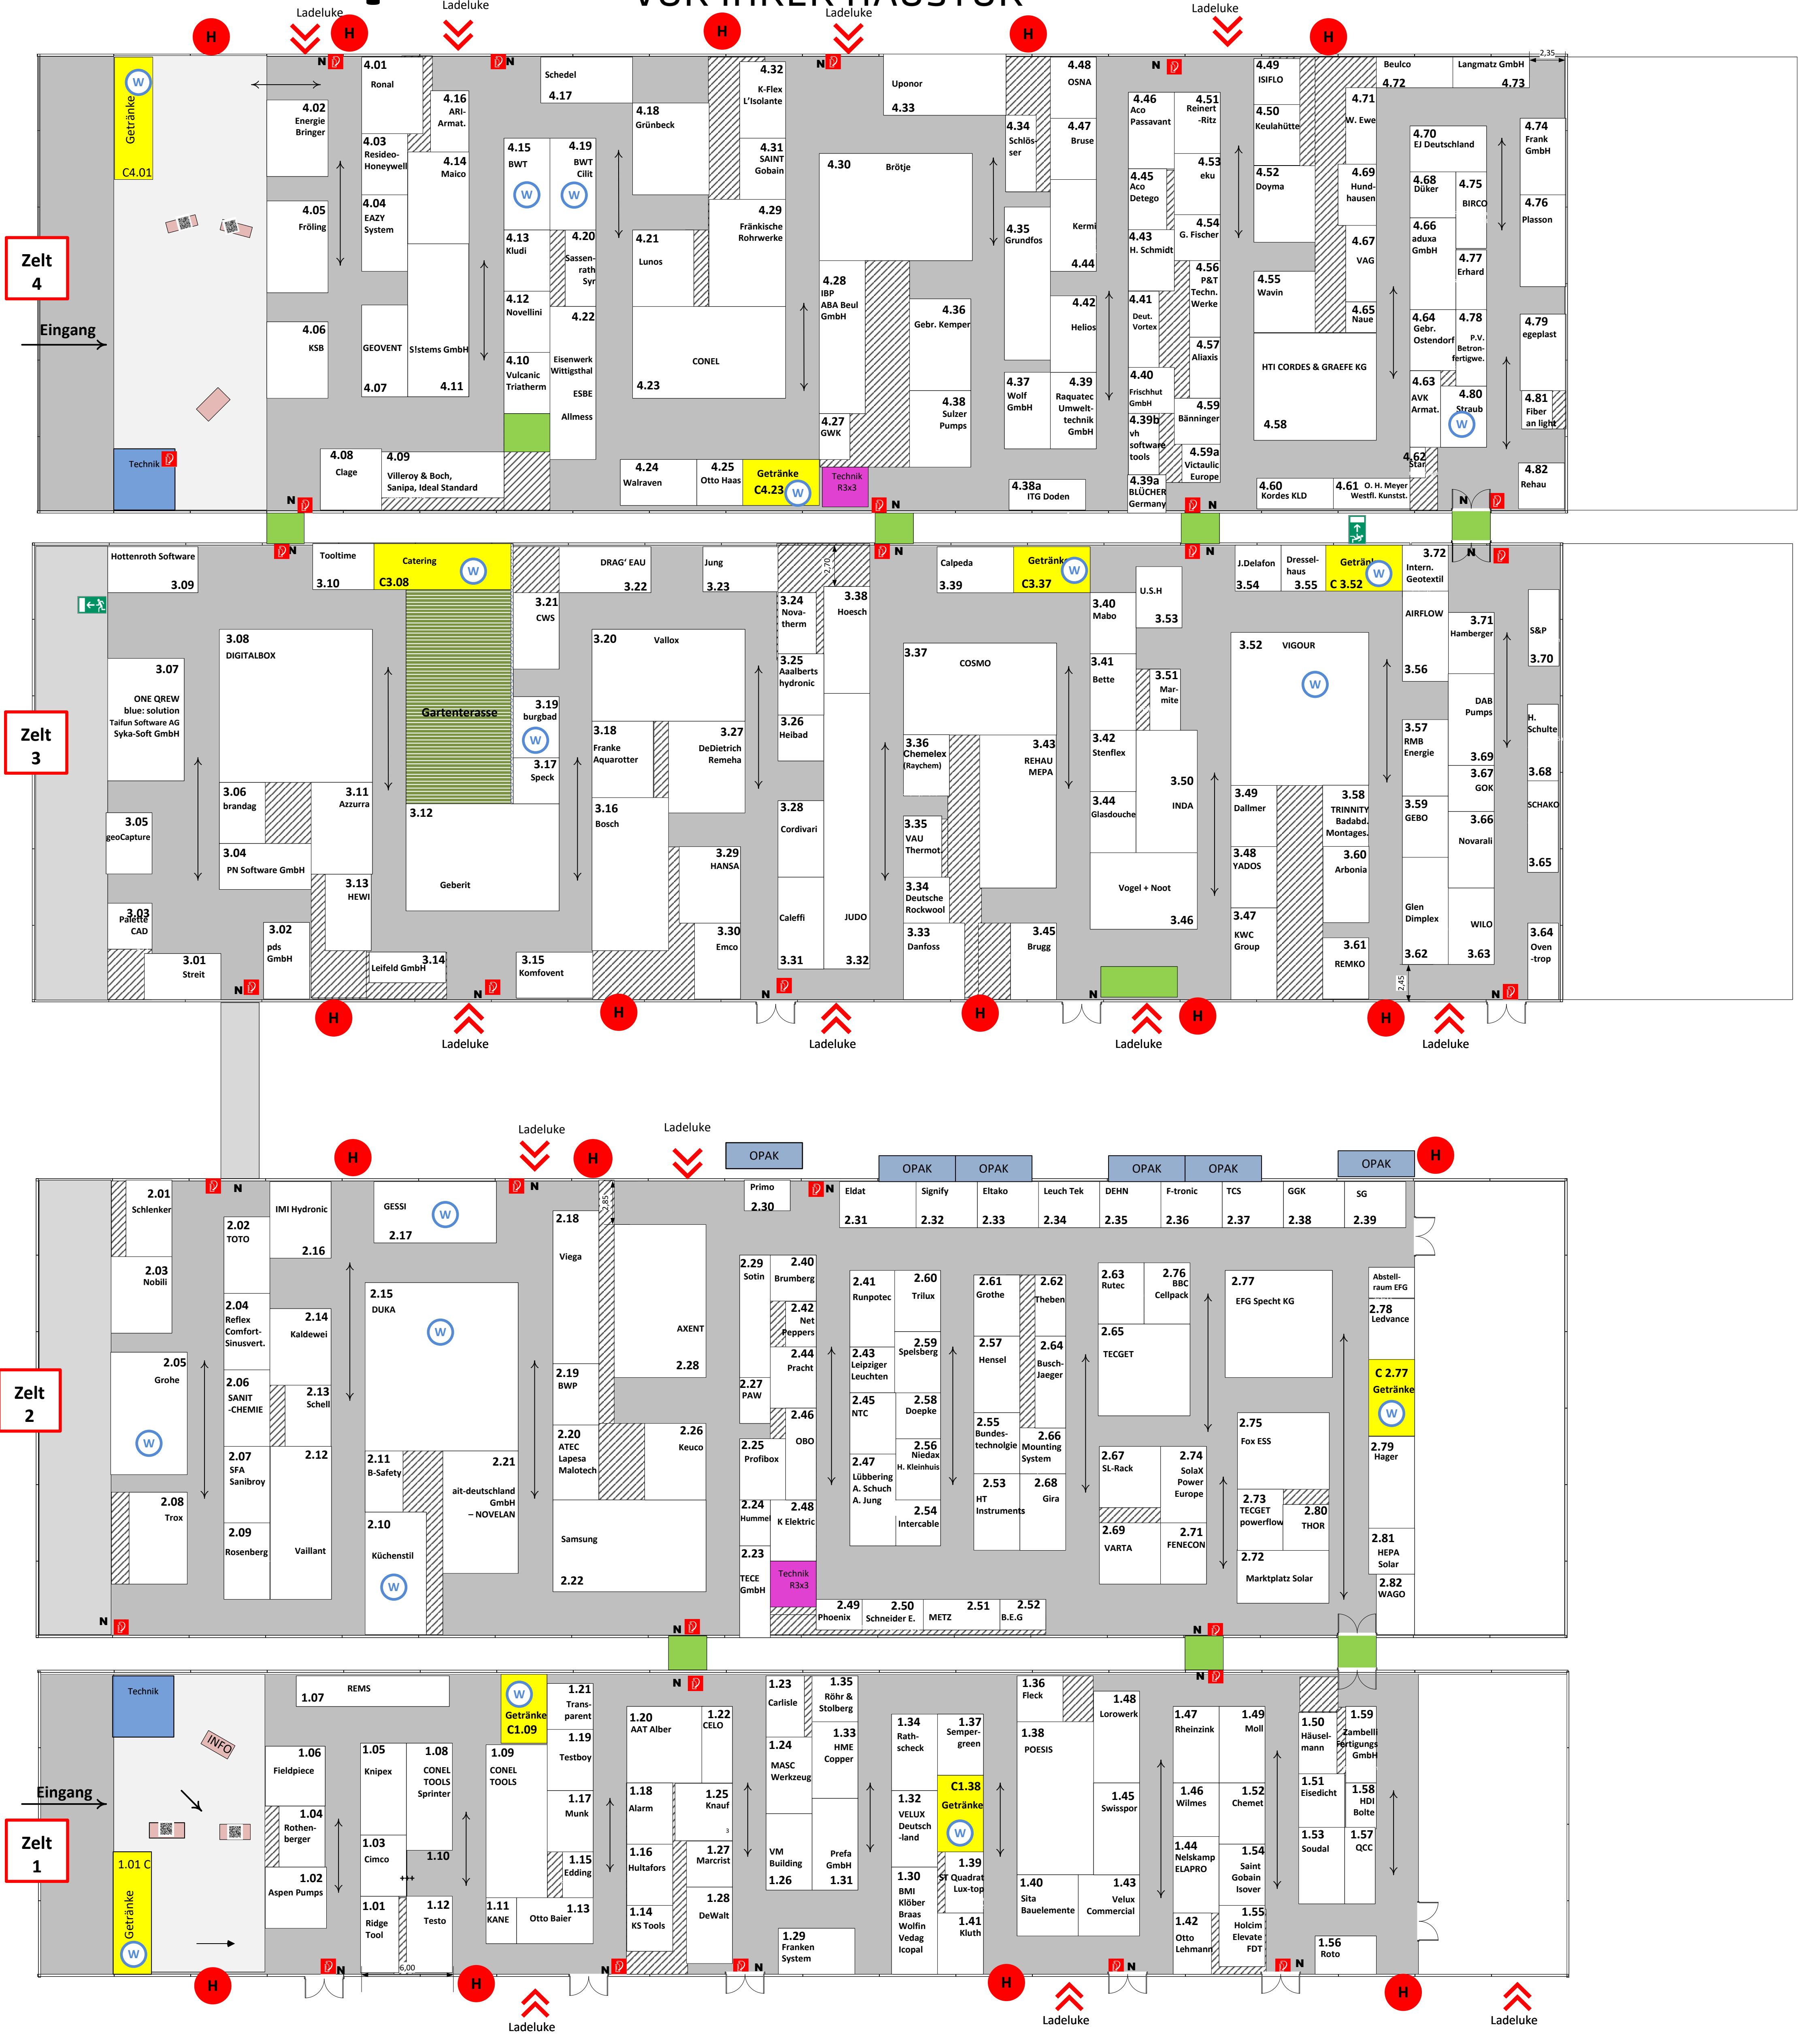 VOR IHRER HAUSTÜR
Ladeluke
Ladeluke
Ladeluke
Ladeluke
H
H
H
H
H
2,35
Zelt
4
Eingang
Getränke
W
C4.01
Technik
N
4.02
Energie
Bringer
4.05
Fröling
4.06
KSB
4.01
Ronal
4.03
Resideo-
Honeywell
4.04
EAZY
System
GEOVENT
4.07
4.16
ARI-
Armat.
4.14
Maico
S!stems GmbH
4.11
4.08
Clage
4.09
Villeroy & Boch,
Sanipa, Ideal Standard
Schedel
4.17
4.15
BWT
W
4.19
BWT
Cilit
W
4.13
Kludi
4.20
Sassen-
rath
Syr
4.12
Novellini
4.22
Eisenwerk
Wittigsthal
ESBE
Allmess
4.10
Vulcanic
Triatherm
4.18
Grünbeck
4.32
K-Flex
L'Isolante
4.31
SAINT
Gobain
4.29
Fränkische
Rohrwerke
4.21
Lunos
CONEL
4.23
4.24
Walraven
4.25
Otto Haas
Getränke
C4.23
W
Technik
R3x3
Uponor
4.33
4.30
Brötje
4.28
IBP
ABA Beul
GmbH
4.27
GWK
4.36
Gebr. Kemper
4.38
Sulzer
Pumps
4.34
Schlös-
ser
4.48
OSNA
4.47
Bruse
4.35
Grundfos
Kermi
4.44
4.42
Helios
4.37
Wolf
GmbH
4.39
Raquatec
Umwelt-
technik
GmbH
4.38a
ITG Doden
4.46
Aco
Passavant
4.51
Reinert
-Ritz
4.53
eku
4.45
Aco
Detego
4.54
G. Fischer
4.43
H. Schmidt
4.56
P&T
Techn.
Werke
4.41
Deut.
Vortex
4.57
Aliaxis
4.40
Frischhut
GmbH
4.59
Bänninger
4.39b
vh
software
tools
4.59a
Victaulic
Europe
4.39a
BLÜCHER
Germany
4.49
ISIFLO
4.50
Keulahütte
4.52
Doyma
4.55
Wavin
HTI CORDES & GRAEFE KG
4.58
4.60
Kordes KLD
4.61
O. H. Meyer
Westfl. Kunstst.
4.62
Star
Beulco
4.72
Langmatz GmbH
4.73
4.71
W. Ewe
4.69
Hund-
hausen
4.67
VAG
4.65
Naue
4.70
EJ Deutschland
4.68
Düker
4.75
BIRCO
4.66
aduxa
GmbH
4.77
Erhard
4.64
Gebr.
Ostendorf
4.78
P.V.
Betron-
fertigwe.
4.63
AVK
Armat.
4.80
Straub
W
4.74
Frank
GmbH
4.76
Plasson
4.79
egeplast
4.81
Fiber
an light
4.82
Rehau
Zelt
3
Hottenroth Software
3.09
Tooltime
3.10
Catering
C3.08
W
3.07
ONE QREW
blue: solution
Taifun Software AG
Syka-Soft GmbH
3.08
DIGITALBOX
3.06
brandag
3.11
Azzurra
3.05
geoCapture
3.04
PN Software GmbH
3.13
HEWI
3.03
Palette
CAD
3.02
pds
GmbH
3.01
Streit
Leifeld GmbH
3.14
Gartenterasse
3.12
Geberit
3.21
CWS
3.19
burgbad
W
3.17
Speck
3.15
Komfovent
DRAG' EAU
3.22
Jung
3.23
2,70
3.20
Vallox
3.18
Franke
Aquarotter
3.27
DeDietrich
Remeha
3.16
Bosch
3.29
HANSA
3.30
Emco
3.24
Nova-
therm
3.38
Hoesch
3.25
Aaalberts
hydronic
3.26
Heibad
3.28
Cordivari
Caleffi
3.31
JUDO
3.32
Calpeda
3.39
Getränke
C3.37
W
3.37
COSMO
3.36
Chemelex
(Raychem)
3.43
REHAU
MEPA
3.35
VAU
Thermot.
3.34
Deutsche
Rockwool
3.33
Danfoss
3.45
Brugg
3.40
Mabo
U.S.H
3.53
3.41
Bette
3.51
Mar-
mite
3.42
Stenflex
3.50
INDA
3.44
Glasdouche
Vogel + Noot
3.46
J.Delafon
3.54
Dressel-
haus
3.55
Getränke
C 3.52
W
3.52
VIGOUR
W
3.49
Dallmer
3.58
TRINNITY
Badabd.
Montages.
3.48
YADOS
3.60
Arbonia
3.47
KWC
Group
3.61
REMKO
3.72
Intern.
Geotextil
AIRFLOW
3.56
3.71
Hamberger
3.57
RMB
Energie
DAB
Pumps
3.69
3.67
GOK
3.59
GEBO
3.66
Novarali
Glen
Dimplex
3.62
WILO
3.63
2,45
S&P
3.70
H.
Schulte
3.68
SCHAKO
3.65
3.64
Oven
-trop
H
H
H
H
H
Ladeluke
Ladeluke
Ladeluke
Ladeluke
Ladeluke
Ladeluke
H
H
H
OPAK
OPAK
OPAK
OPAK
OPAK
OPAK
Zelt
2
2.01
Schlenker
2.03
Nobili
2.05
Grohe
W
2.08
Trox
2.02
TOTO
IMI Hydronic
2.16
2.04
Reflex
Comfort-
Sinusvert.
2.14
Kaldewei
2.06
SANIT
-CHEMIE
2.13
Schell
2.07
SFA
Sanibroy
2.12
Vaillant
2.09
Rosenberg
GESSI
2.17
W
2.15
DUKA
W
2.11
B-Safety
2.21
ait-deutschland
GmbH
– NOVELAN
2.10
Küchenstil
W
2,85
2.18
Viega
2.19
BWP
2.20
ATEC
Lapesa
Malotech
AXENT
2.28
2.26
Keuco
Samsung
2.22
Primo
2.30
2.29
Sotin
2.40
Brumberg
2.42
Net
Peppers
2.44
Pracht
2.27
PAW
2.46
OBO
2.25
Profibox
2.24
Hummel
2.48
K Elektric
2.23
TECE
GmbH
Technik
R3x3
Eldat
2.31
Signify
2.32
Eltako
2.33
Leuch Tek
2.34
DEHN
2.35
F-tronic
2.36
TCS
2.37
GGK
2.38
SG
2.39
2.41
Runpotec
2.60
Trilux
2.59
Spelsberg
2.43
Leipziger
Leuchten
2.45
NTC
2.58
Doepke
2.56
Niedax
H. Kleinhuis
2.47
Lübbering
A. Schuch
A. Jung
2.54
Intercable
2.49
Phoenix
2.50
Schneider E.
2.51
METZ
2.52
B.E.G
2.61
Grothe
2.62
Theben
2.57
Hensel
2.64
Busch-
Jaeger
2.55
Bundes-
technolgie
2.66
Mounting
System
2.53
HT
Instruments
2.68
Gira
2.63
Rutec
2.76
BBC
Cellpack
2.65
TECGET
2.67
SL-Rack
2.74
SolaX
Power
Europe
2.69
VARTA
2.71
FENECON
2.77
EFG Specht KG
2.75
Fox ESS
2.73
TECGET
powerflow
2.80
THOR
2.72
Marktplatz Solar
Abstell-
raum EFG
2.78
Ledvance
C 2.77
Getränke
W
2.79
Hager
2.81
HEPA
Solar
2.82
WAGO
Zelt
1
Eingang
Technik
INFO
1.01 C
Getränke
W
REMS
1.07
1.06
Fieldpiece
1.04
Rothen-
berger
1.02
Aspen Pumps
1.05
Knipex
1.08
CONEL
TOOLS
Sprinter
1.03
Cimco
1.10
+++
1.01
Ridge
Tool
1.12
Testo
6,00
W
Getränke
C1.09
1.09
CONEL
TOOLS
1.21
Trans-
parent
1.19
Testboy
1.17
Munk
1.15
Edding
1.11
KANE
Otto Baier
1.13
1.20
AAT Alber
1.22
CELO
1.18
Alarm
1.25
Knauf
3
1.16
Hultafors
1.27
Marcrist
1.14
KS Tools
1.28
DeWalt
1.23
Carlisle
1.35
Röhr &
Stolberg
1.24
MASC
Werkzeug
1.33
HME
Copper
VM
Building
1.26
Prefa
GmbH
1.31
1.29
Franken
System
1.34
Rath-
scheck
1.37
Semper-
green
C1.38
Getränke
W
1.32
VELUX
Deutsch
-land
1.30
BMI
Klöber
Braas
Wolfin
Vedag
Icopal
1.39
ST Quadrat
Lux-top
1.41
Kluth
1.36
Fleck
1.38
POESIS
1.48
Lorowerk
1.45
Swisspor
1.40
Sita
Bauelemente
1.43
Velux
Commercial
1.47
Rheinzink
1.49
Moll
1.46
Wilmes
1.52
Chemet
1.44
Nelskamp
ELAPRO
1.54
Saint
Gobain
Isover
1.42
Otto
Lehmann
1.55
Holcim
Elevate
FDT
1.50
Häusel-
mann
1.59
Zambelli
Fertigungs
GmbH
1.51
Eisedicht
1.58
HDI
Bolte
1.53
Soudal
1.57
QCC
1.56
Roto
H
H
H
H
Ladeluke
Ladeluke
Ladeluke